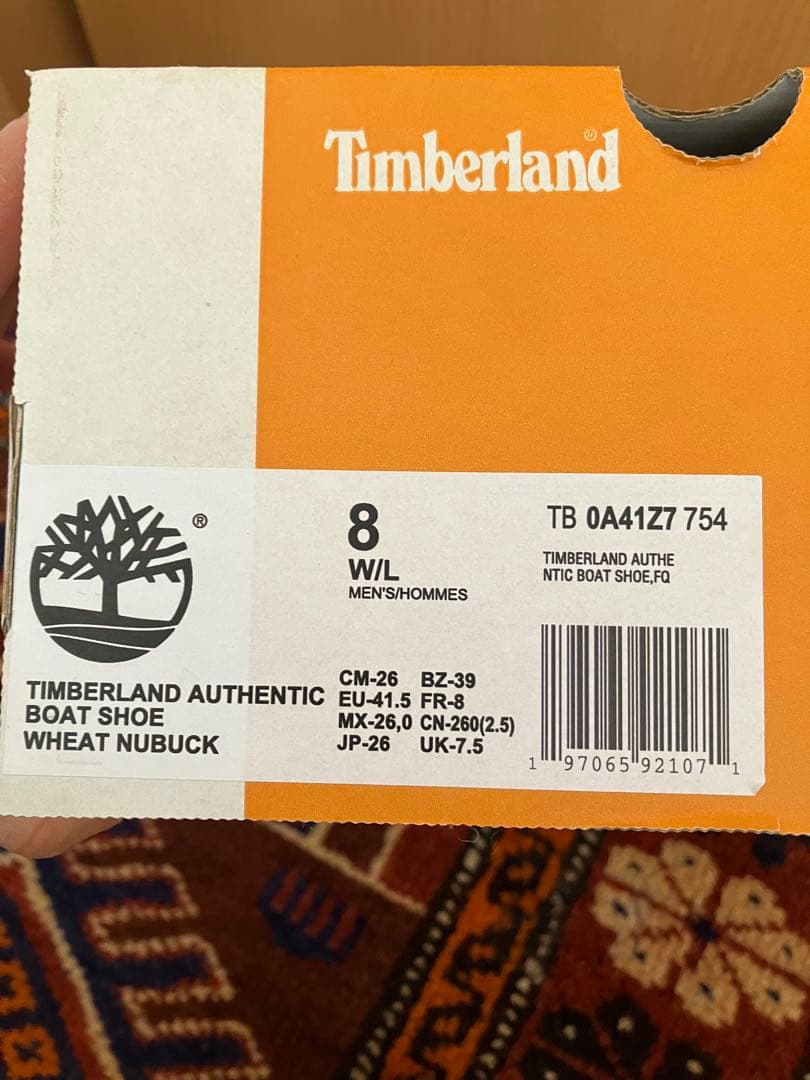 Timberland®
®
8
W/L
MEN'S/HOMMES
TB 0A41Z7 754
TIMBERLAND AUTHE
NTIC BOAT SHOE,FQ
TIMBERLAND AUTHENTIC
BOAT SHOE
WHEAT NUBUCK
CM-26 BZ-39
EU-41.5 FR-8
MX-26,0 CN-260(2.5)
JP-26 UK-7.5
1 97065 92107 1